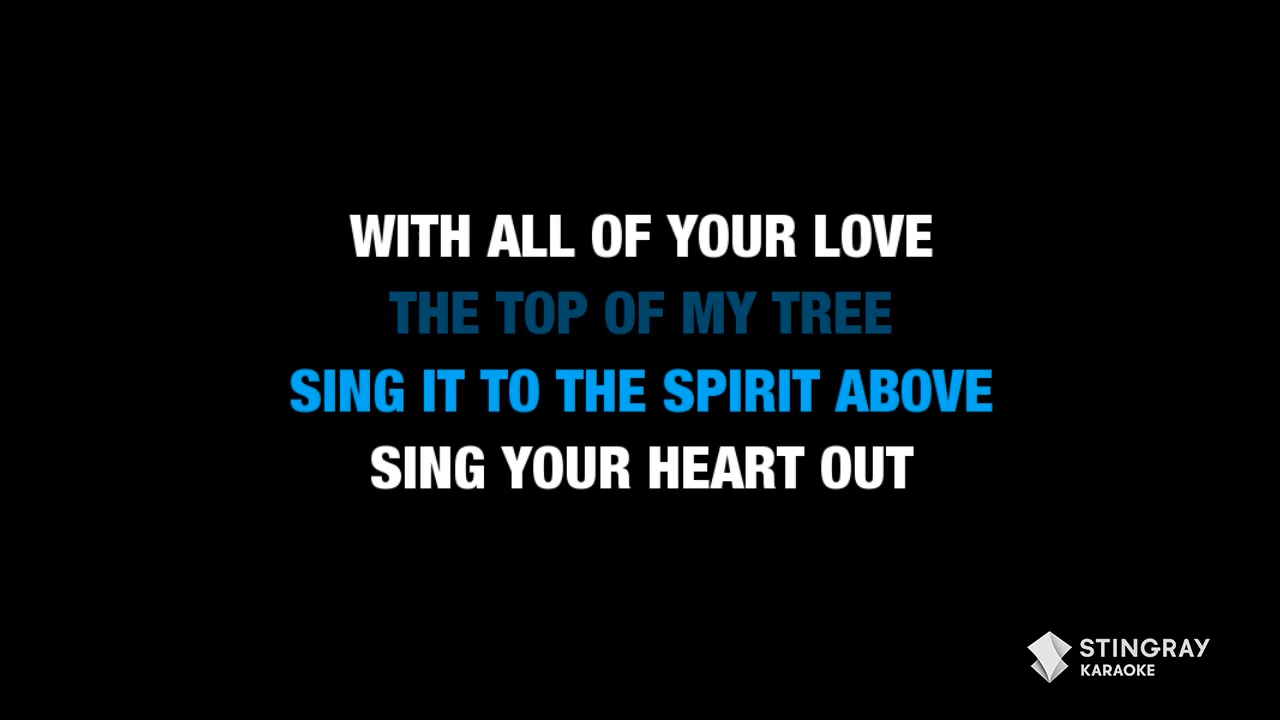 WITH ALL OF YOUR LOVE
THE TOP OF MY TREE
SING IT TO THE SPIRIT ABOVE
SING YOUR HEART OUT
STINGRAY
KARAOKE